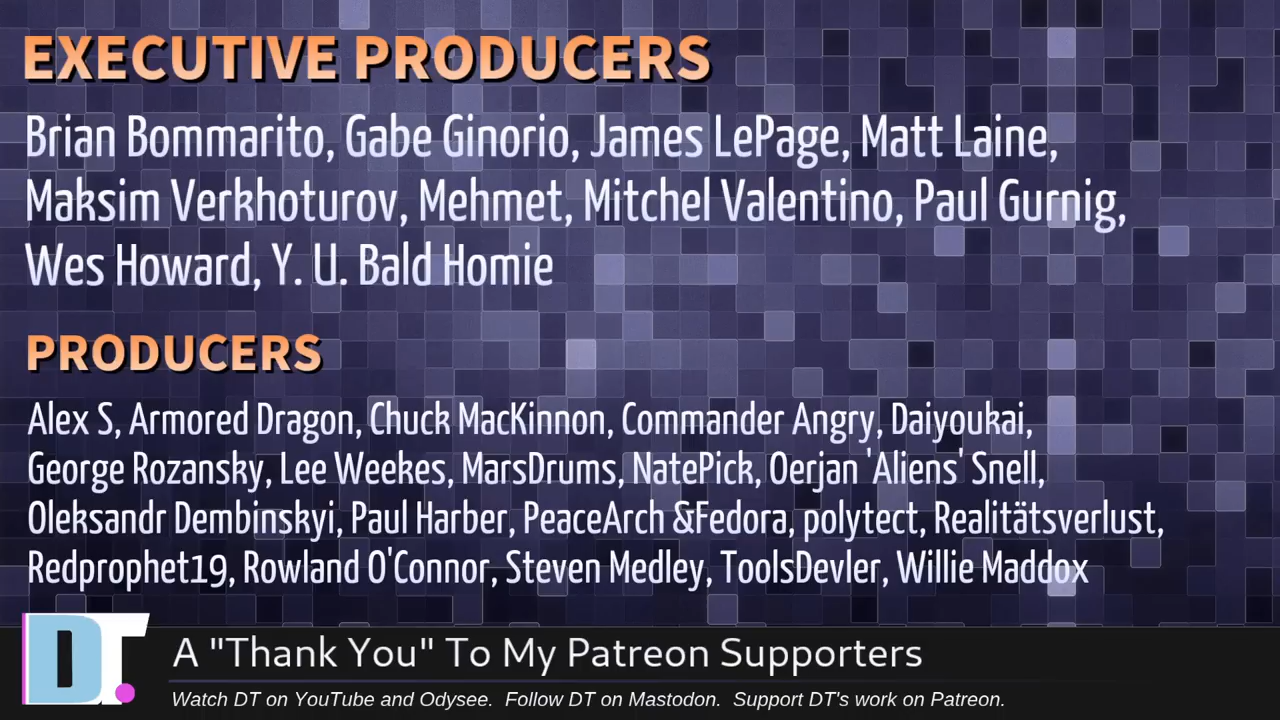 EXECUTIVE PRODUCERS
Brian Bommarito, Gabe Ginorio, James LePage, Matt Laine,
Maksim Verkhoturov, Mehmet, Mitchel Valentino, Paul Gurnig,
Wes Howard, Y. U. Bald Homie
PRODUCERS
Alex S, Armored Dragon, Chuck MacKinnon, Commander Angry, Daiyoukai,
George Rozansky, Lee Weekes, MarsDrums, NatePick, Oerjan 'Aliens' Snell,
Oleksandr Dembinskyi, Paul Harber, PeaceArch &Fedora, polytect, Realitätsverlust,
Redprophet19, Rowland O'Connor, Steven Medley, ToolsDevler, Willie Maddox
DT.
A "Thank You" To My Patreon Supporters
Watch DT on YouTube and Odysee. Follow DT on Mastodon. Support DT's work on Patreon.